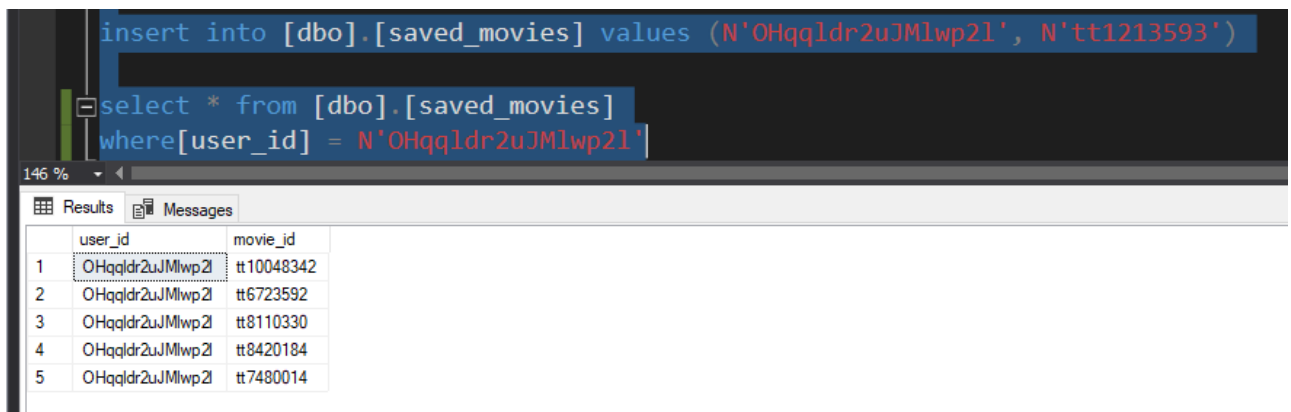 insert into [dbo].[saved_movies] values (N'OHqqldr2uJMlwp2l', N'tt1213593')
select * from [dbo].[saved_movies]
where[user_id] = N'OHqqldr2uJMlwp2l'
146 %
Results Messages
user_id movie_id
1 OHqqldr2uJMlwp2l tt10048342
2 OHqqldr2uJMlwp2l tt6723592
3 OHqqldr2uJMlwp2l tt8110330
4 OHqqldr2uJMlwp2l tt8420184
5 OHqqldr2uJMlwp2l tt7480014